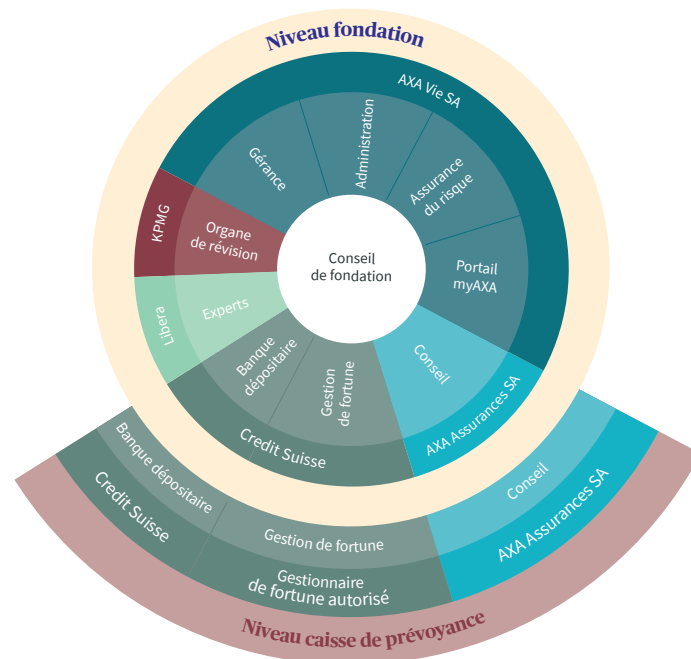 Niveau fondation
AXA Vie SA
Gérance
Administration
Assurance
du risque
Portail
myAXA
KPMG
Organe
de révision
Conseil
de fondation
Libera
Experts
Banque
dépositaire
Gestion
de fortune
Conseil
Credit Suisse
AXA Assurances SA
Banque dépositaire
Gestion de fortune
Conseil
Credit Suisse
Gestionnaire
de fortune autorisé
AXA Assurances SA
Niveau caisse de prévoyance